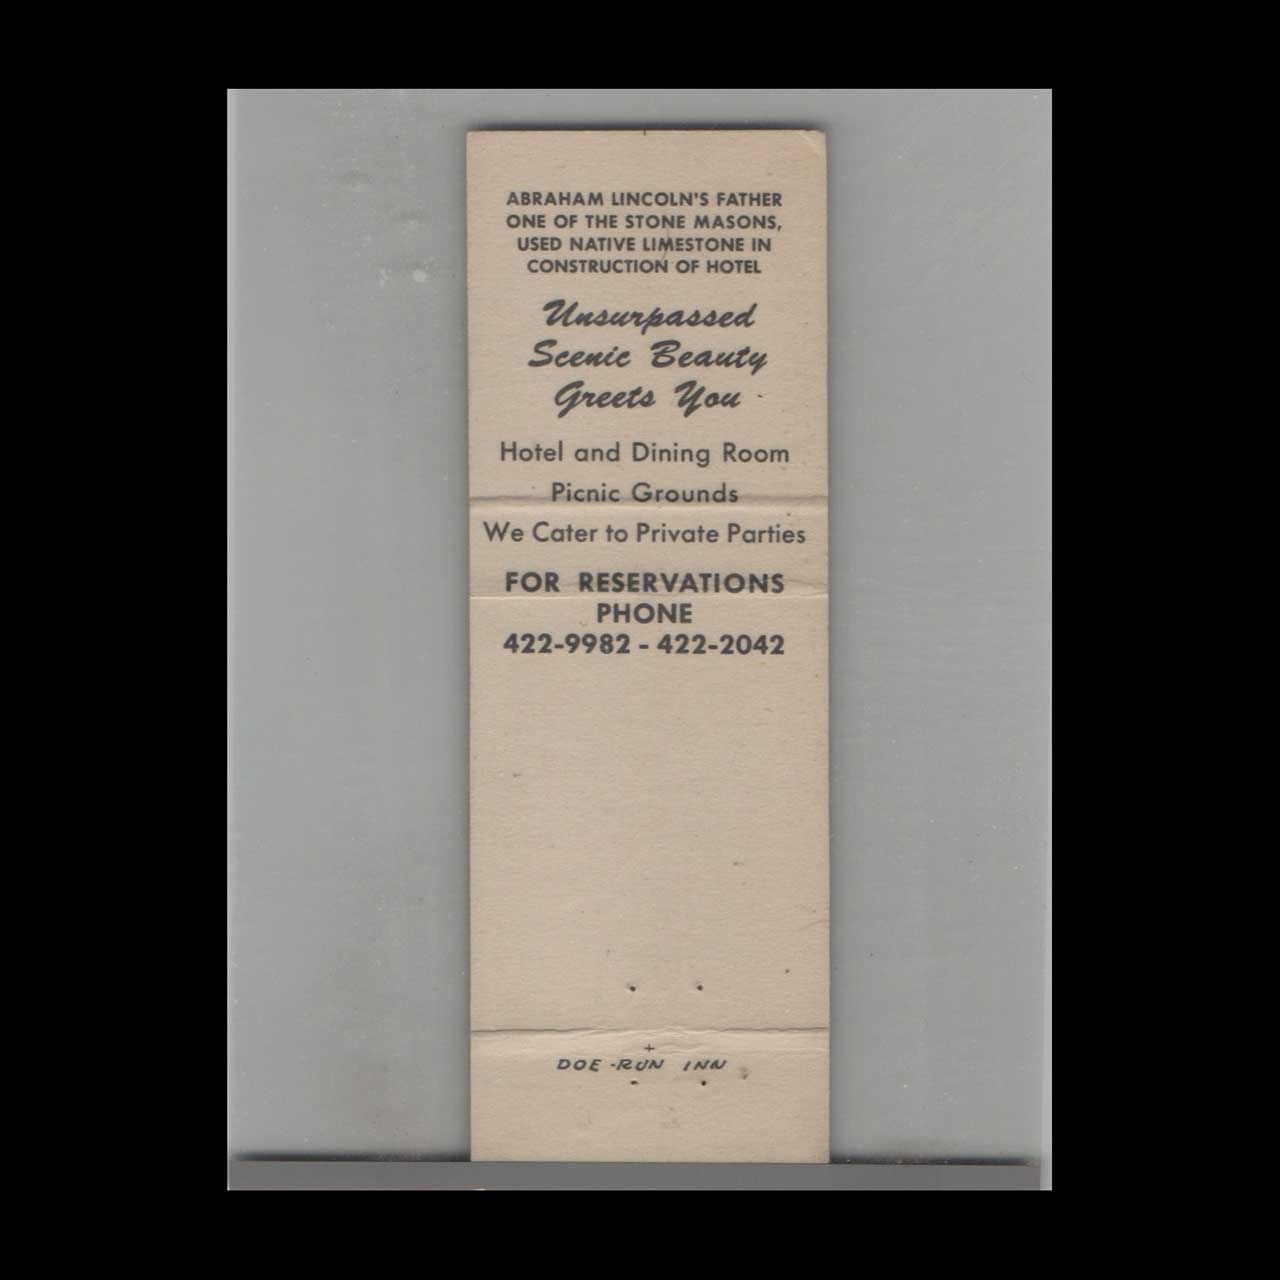 ABRAHAM LINCOLN'S FATHER
ONE OF THE STONE MASONS,
USED NATIVE LIMESTONE IN
CONSTRUCTION OF HOTEL
Unsurpassed
Scenic Beauty
Greets You
Hotel and Dining Room
Picnic Grounds
We Cater to Private Parties
FOR RESERVATIONS
PHONE
422-9982 - 422-2042
DOE-RUN INN